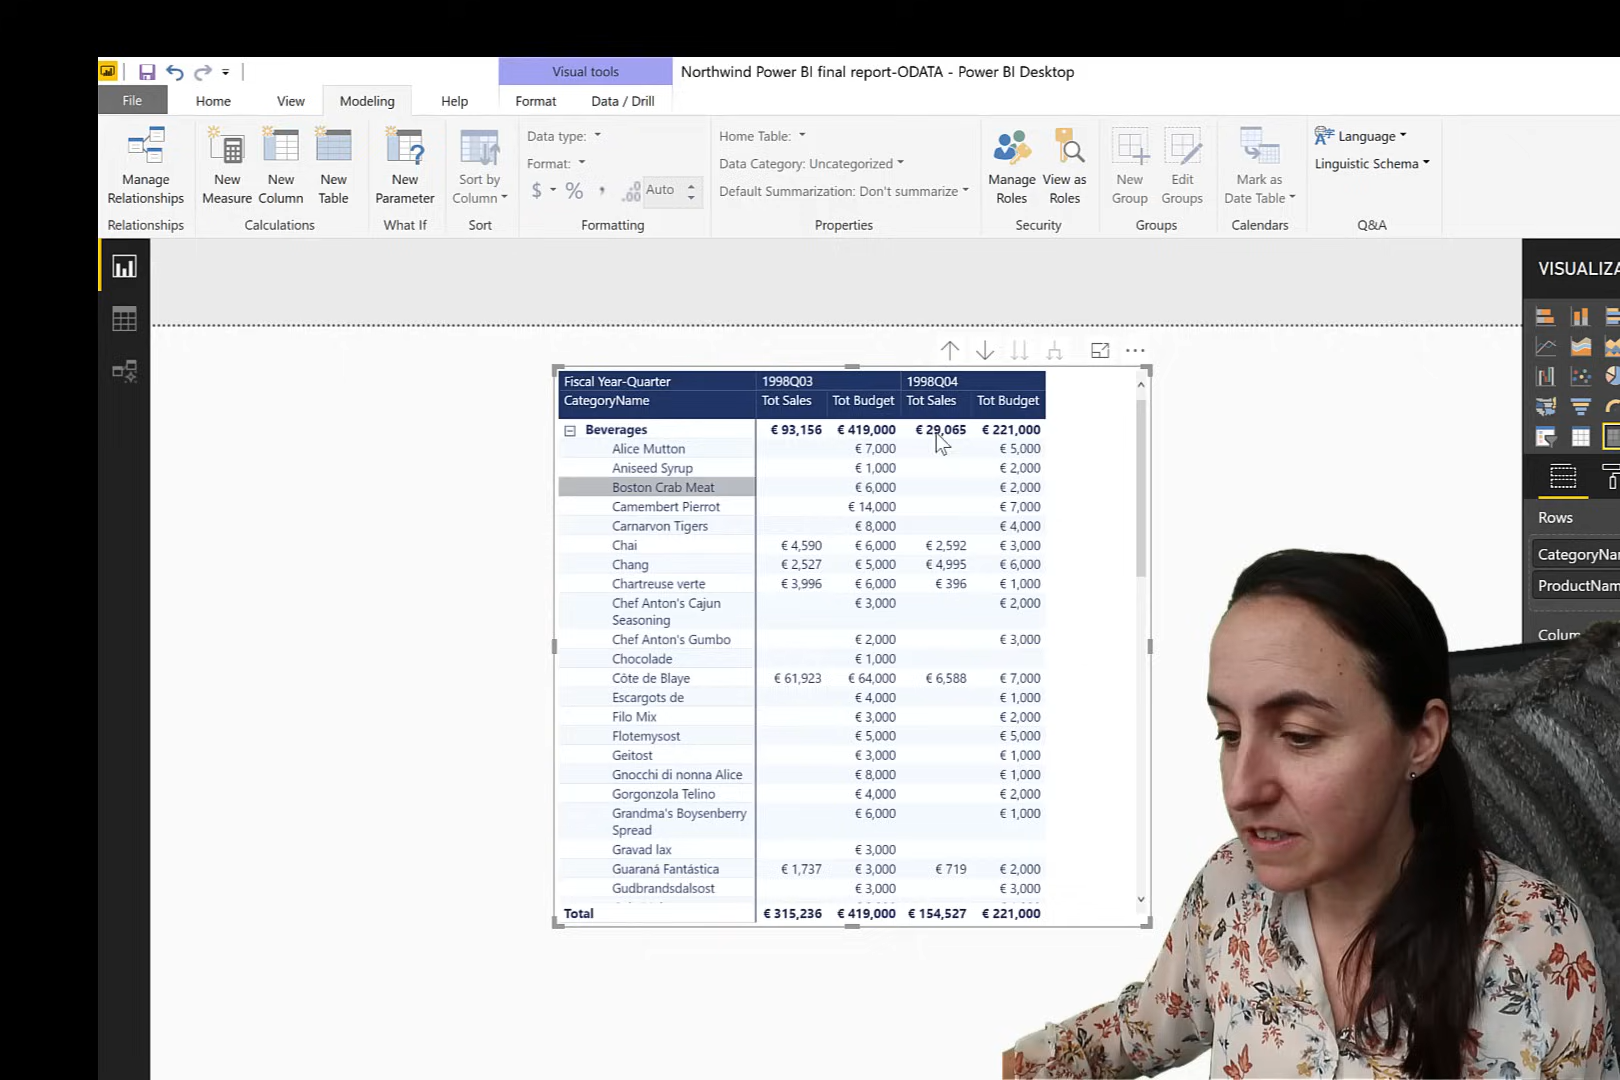 Visual tools
Northwind Power BI final report-ODATA - Power BI Desktop
File Home View Modeling Help Format Data / Drill
Manage Relationships
New Measure
New Column
New Table
New Parameter
Sort by Column
Data type:
Format:
$ % , .00 Auto
Home Table:
Data Category: Uncategorized
Default Summarization: Don't summarize
Manage Roles
View as Roles
New Group
Edit Groups
Mark as Date Table
Language
Linguistic Schema
Relationships Calculations What If Sort Formatting Properties Security Groups Calendars Q&A
VISUALIZA
Fiscal Year-Quarter 1998Q03 1998Q04
CategoryName Tot Sales Tot Budget Tot Sales Tot Budget
Beverages € 93,156 € 419,000 € 29,065 € 221,000
Alice Mutton € 7,000 € 5,000
Aniseed Syrup € 1,000 € 2,000
Boston Crab Meat € 6,000 € 2,000
Camembert Pierrot € 14,000 € 7,000
Carnarvon Tigers € 8,000 € 4,000
Chai € 4,590 € 6,000 € 2,592 € 3,000
Chang € 2,527 € 5,000 € 4,995 € 6,000
Chartreuse verte € 3,996 € 6,000 € 396 € 1,000
Chef Anton's Cajun € 3,000 € 2,000
Seasoning
Chef Anton's Gumbo € 2,000 € 3,000
Chocolade € 1,000
Côte de Blaye € 61,923 € 64,000 € 6,588 € 7,000
Escargots de € 4,000 € 1,000
Filo Mix € 3,000 € 2,000
Flotemysost € 5,000 € 5,000
Geitost € 3,000 € 1,000
Gnocchi di nonna Alice € 8,000 € 1,000
Gorgonzola Telino € 4,000 € 2,000
Grandma's Boysenberry € 6,000 € 1,000
Spread
Gravad lax € 3,000
Guaraná Fantástica € 1,737 € 3,000 € 719 € 2,000
Gudbrandsdalsost € 3,000 € 3,000
Total € 315,236 € 419,000 € 154,527 € 221,000
Rows
CategoryNam
ProductNam
Colum